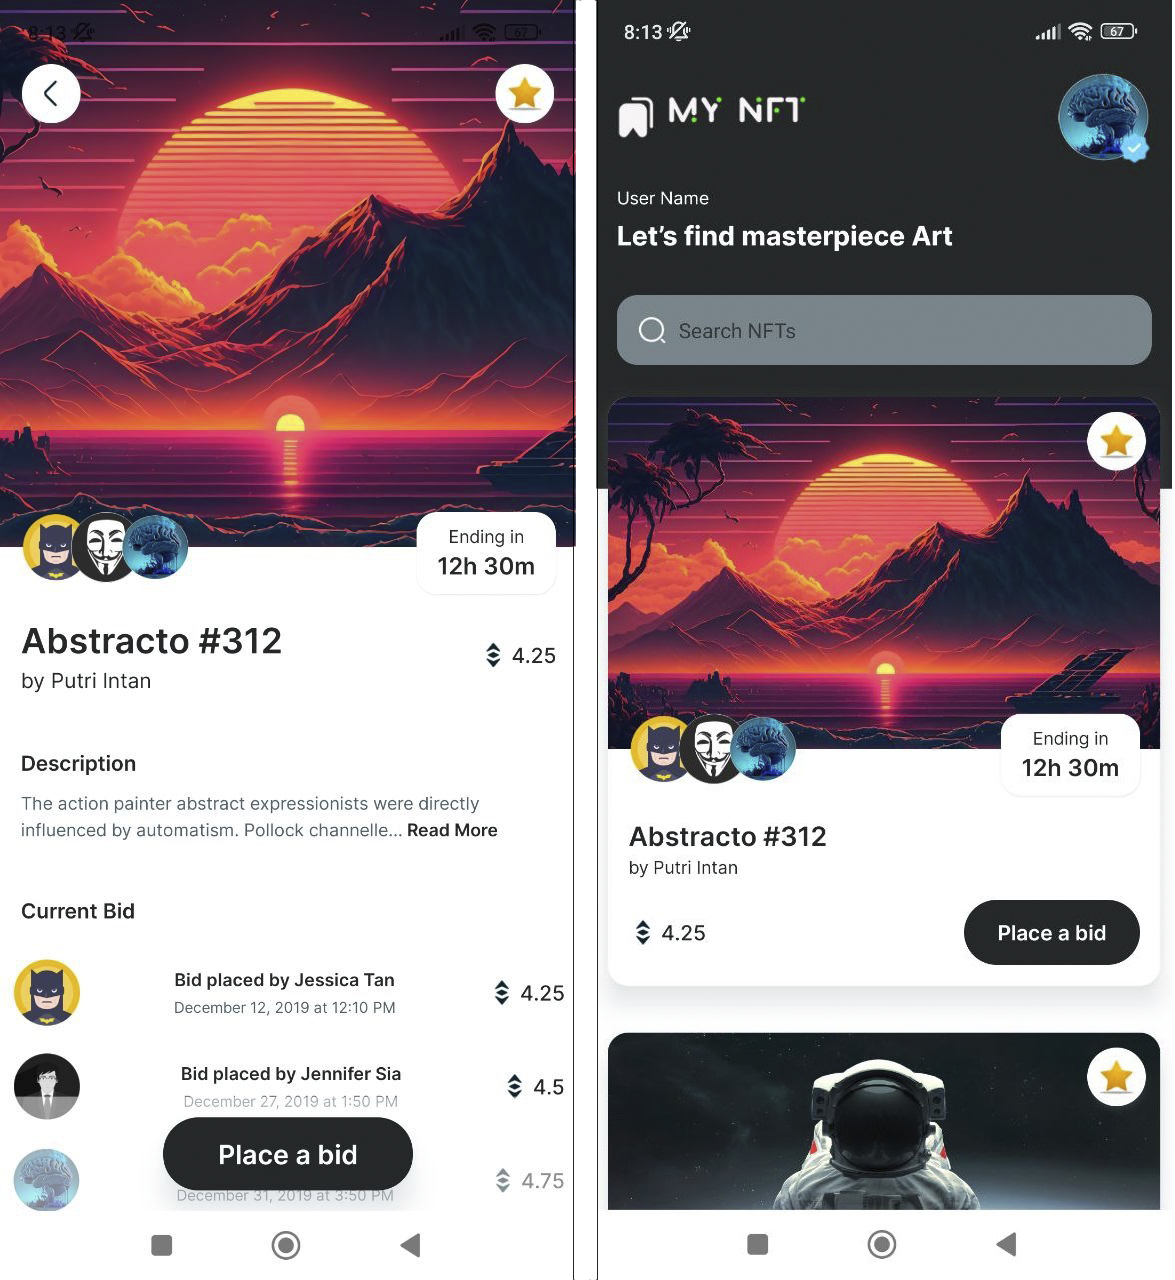 8:13
67
Ending in
12h 30m
Abstracto #312
4.25
by Putri Intan
Description
The action painter abstract expressionists were directly
influenced by automatism. Pollock channelle... Read More
Current Bid
Bid placed by Jessica Tan
December 12, 2019 at 12:10 PM
4.25
Bid placed by Jennifer Sia
December 27, 2019 at 1:50 PM
4.5
Place a bid
December 31, 2019 at 3:50 PM
4.75
8:13
67
MY NFT
User Name
Let’s find masterpiece Art
Search NFTs
Ending in
12h 30m
Abstracto #312
by Putri Intan
4.25
Place a bid